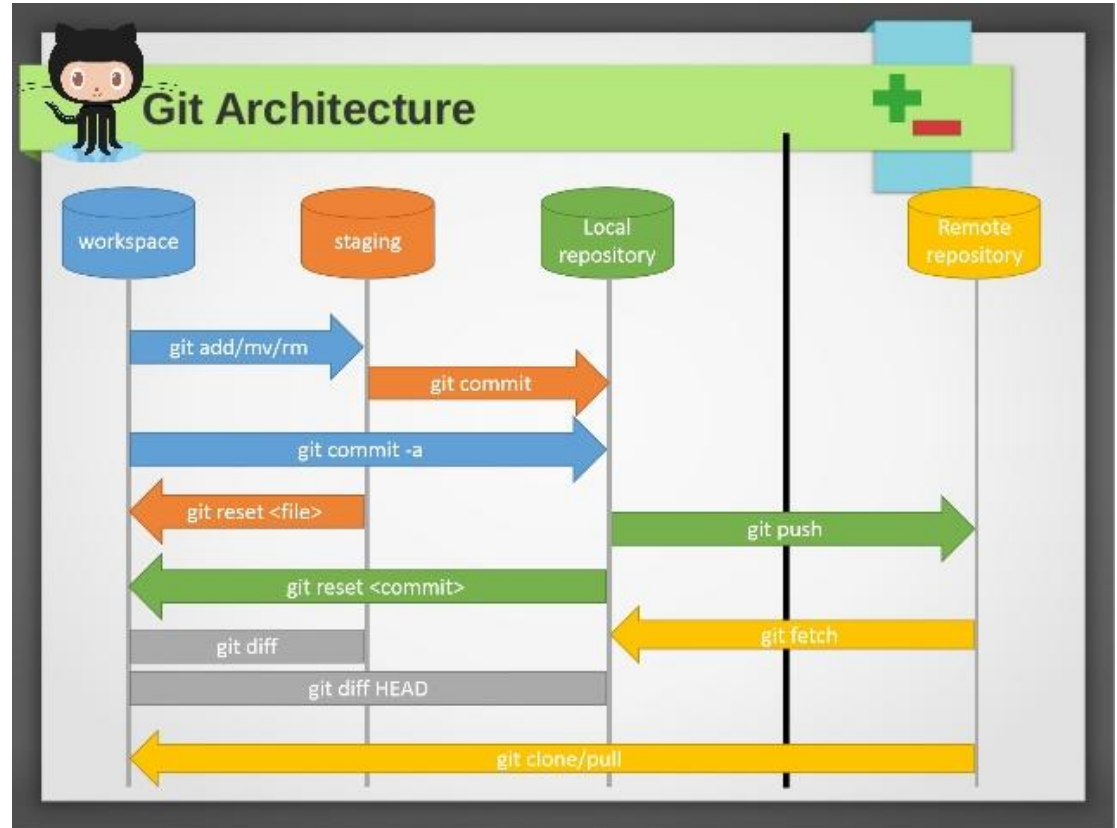 Git Architecture
workspace
staging
Local
repository
Remote
repository
git add/mv/rm
git commit
git commit -a
git reset <file>
git push
git reset <commit>
git fetch
git diff
git diff HEAD
git clone/pull